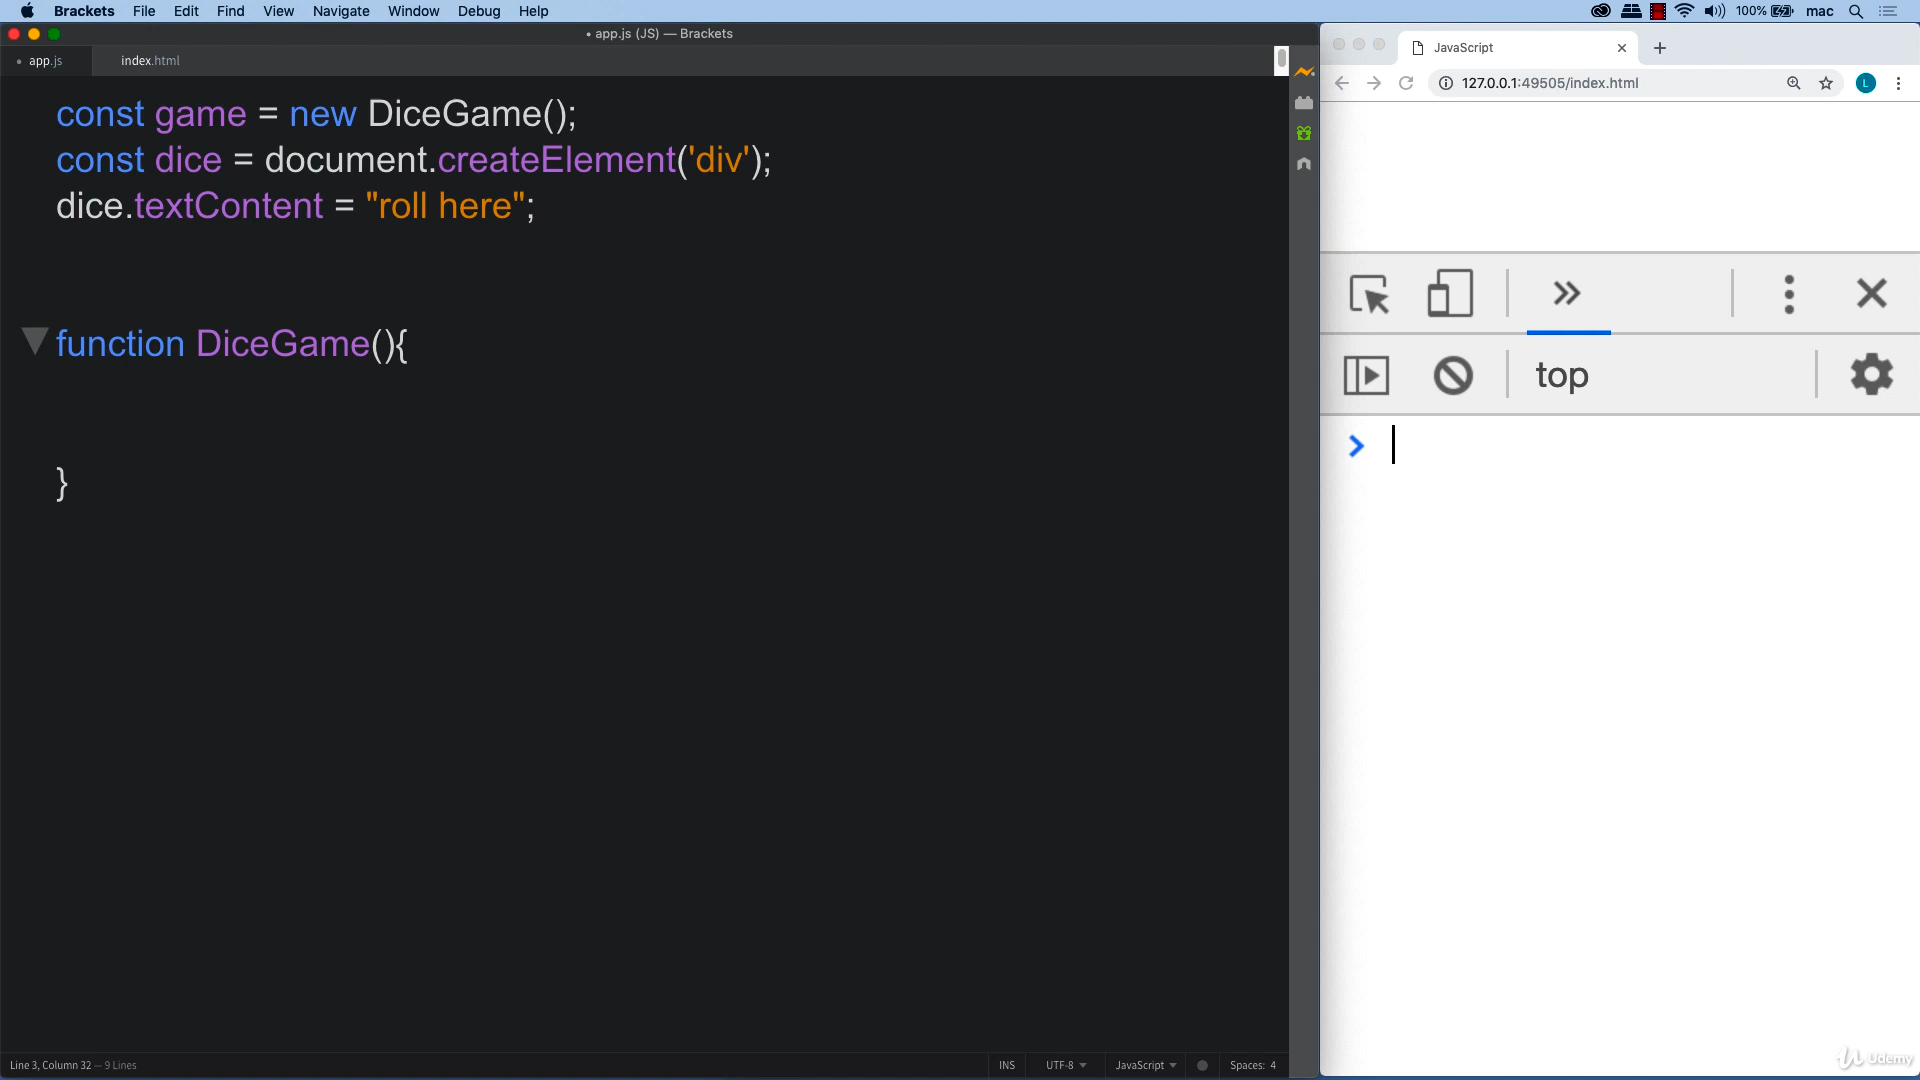 Brackets File Edit Find View Navigate Window Debug Help
100% mac
• app.js (JS) — Brackets
• app.js index.html
const game = new DiceGame();
const dice = document.createElement('div');
dice.textContent = "roll here";
function DiceGame(){
}
Line 3, Column 32 — 9 Lines
INS UTF-8 JavaScript Spaces: 4
JavaScript
127.0.0.1:49505/index.html
L
top
Udemy